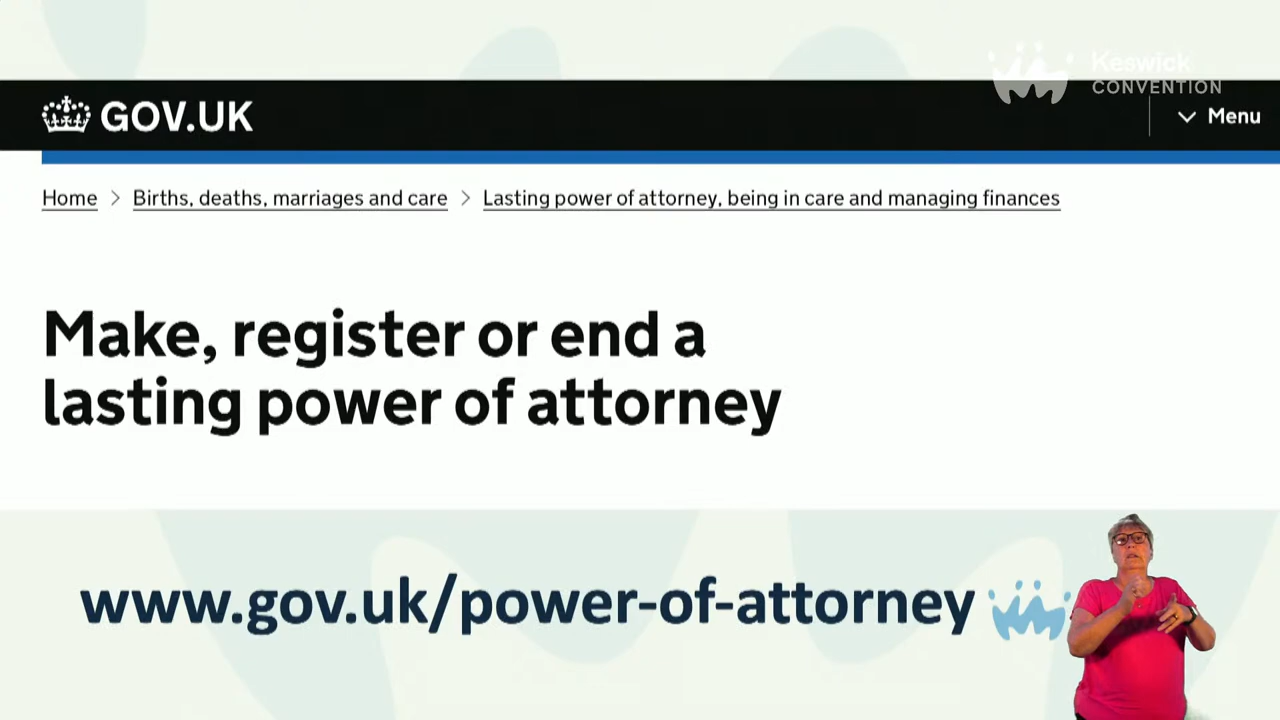 Keswick
CONVENTION
GOV.UK
Menu
Home > Births, deaths, marriages and care > Lasting power of attorney, being in care and managing finances
Make, register or end a
lasting power of attorney
www.gov.uk/power-of-attorney